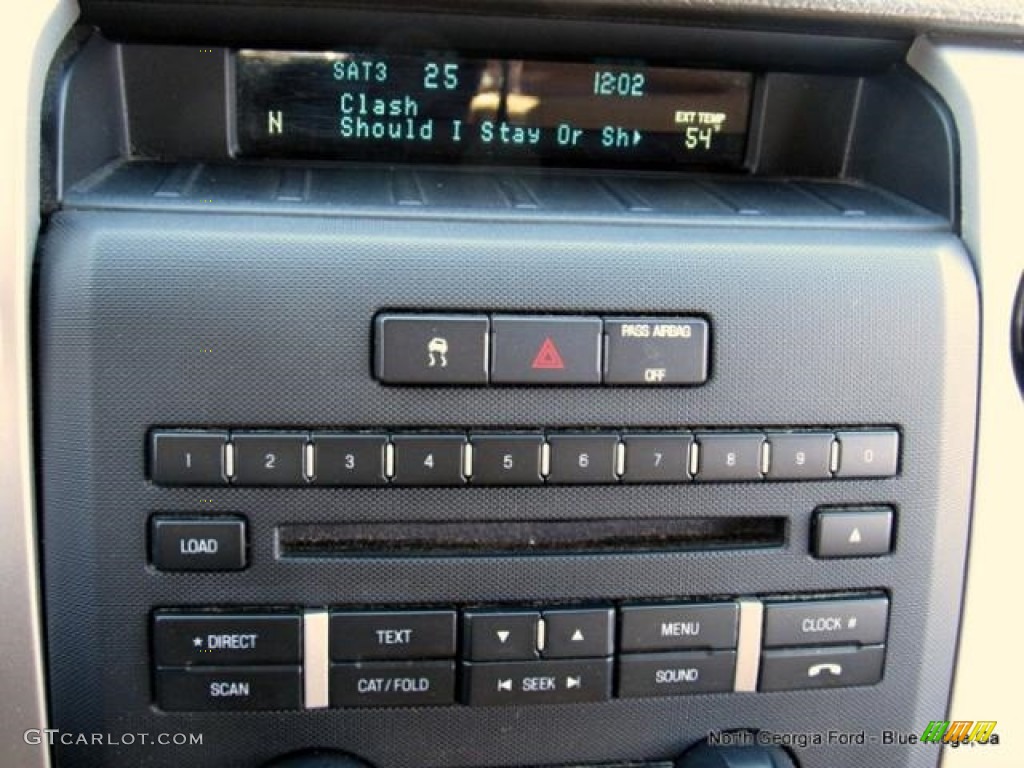 SAT3 25 12:02
Clash
EXT TEMP
N Should I Stay Or Sh 54°
PASS AIRBAG
OFF
1 2 3 4 5 6 7 8 9 0
LOAD
* DIRECT TEXT MENU CLOCK #
SCAN CAT/FOLD SEEK SOUND
GTCARLOT.COM
North Georgia Ford - Blue Ridge,Ga